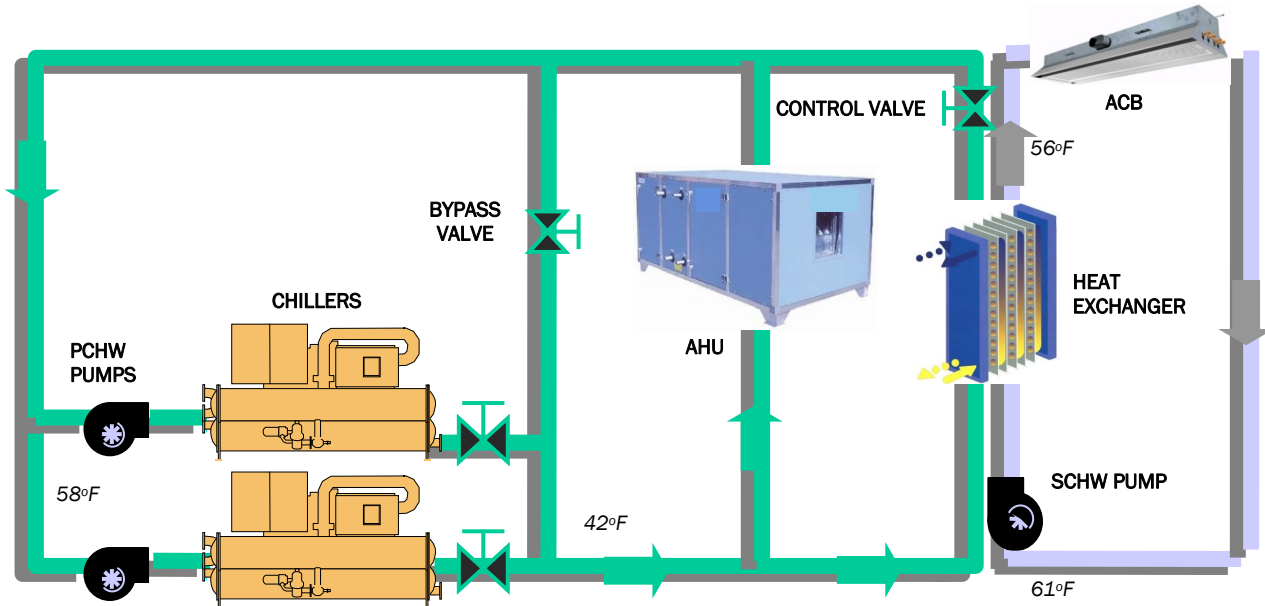 ACB
CONTROL VALVE
56°F
BYPASS
VALVE
HEAT
EXCHANGER
CHILLERS
AHU
PCHW
PUMPS
SCHW PUMP
58°F
42°F
61°F